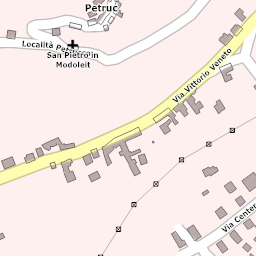 Petruc
Località Petruc
San Pietro in
Modoleit
Via Vittorio Veneto
Via Center